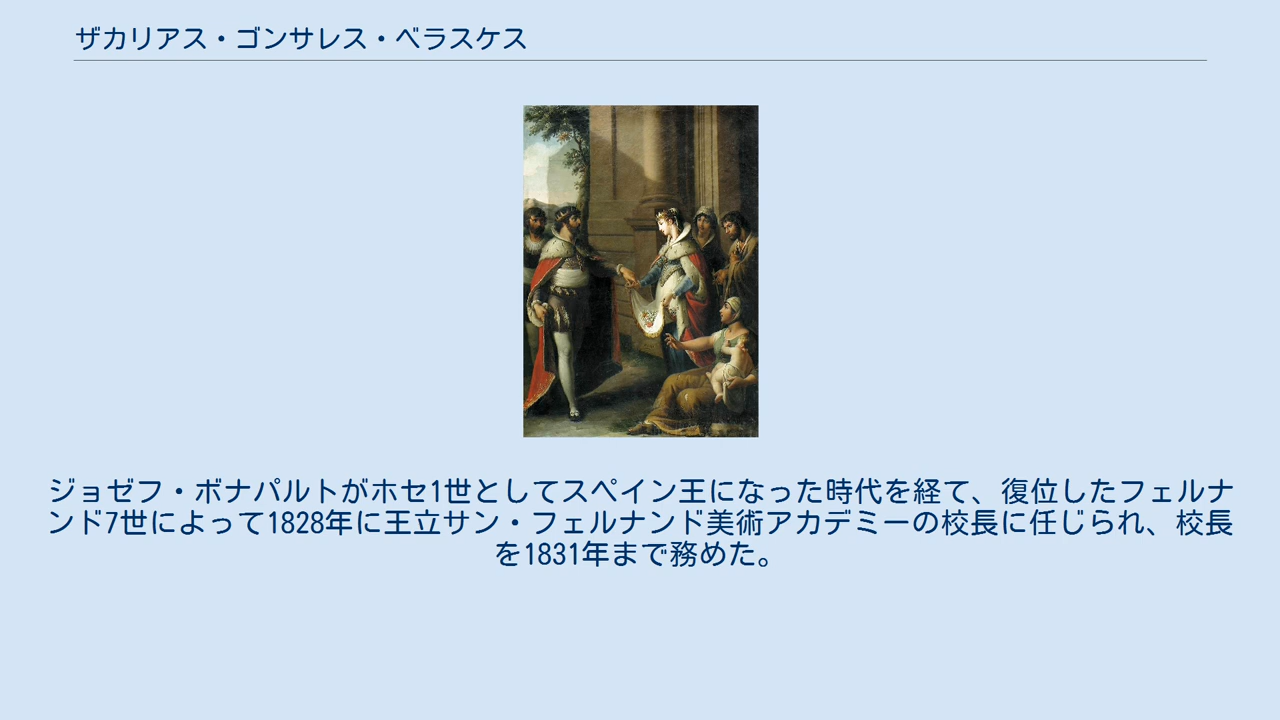 ザカリアス・ゴンサレス・ベラスケス
ジョゼフ・ボナパルトがホセ1世としてスペイン王になった時代を経て、復位したフェルナ
ンド7世によって1828年に王立サン・フェルナンド美術アカデミーの校長に任じられ、校長
を1831年まで務めた。